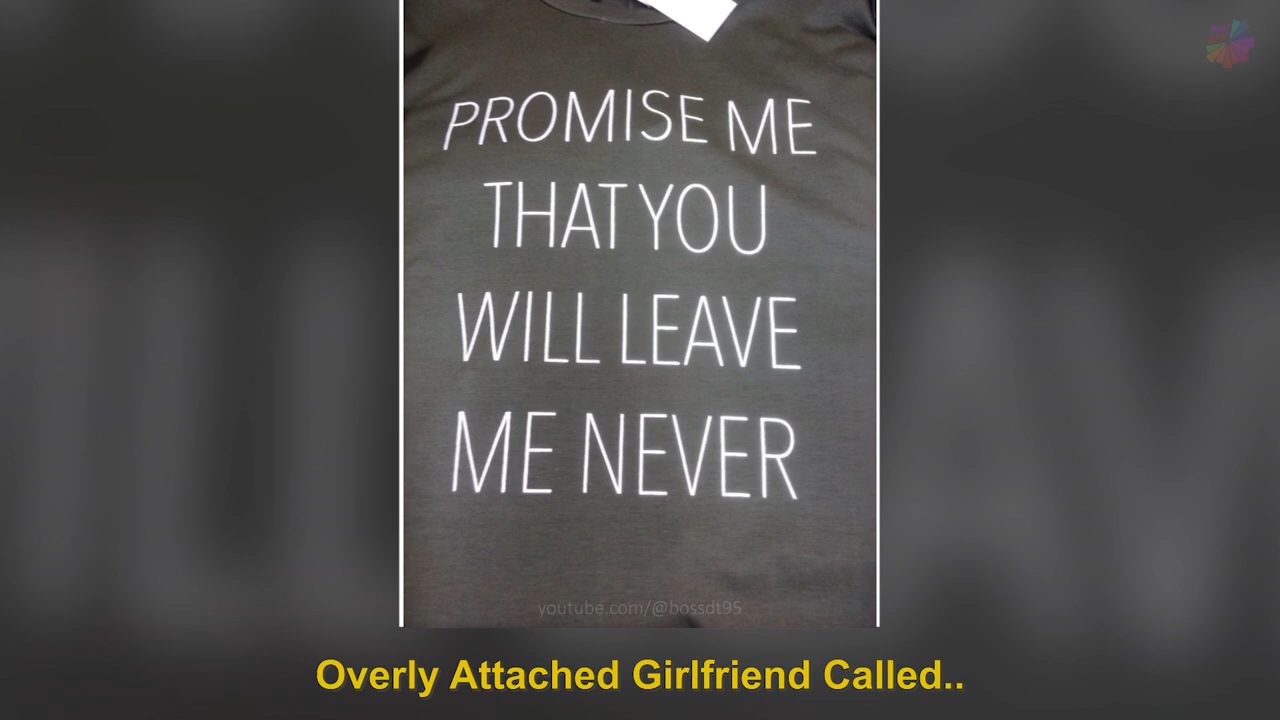 PROMISE ME
THAT YOU
WILL LEAVE
ME NEVER
youtube.com/@bossdt95
Overly Attached Girlfriend Called..